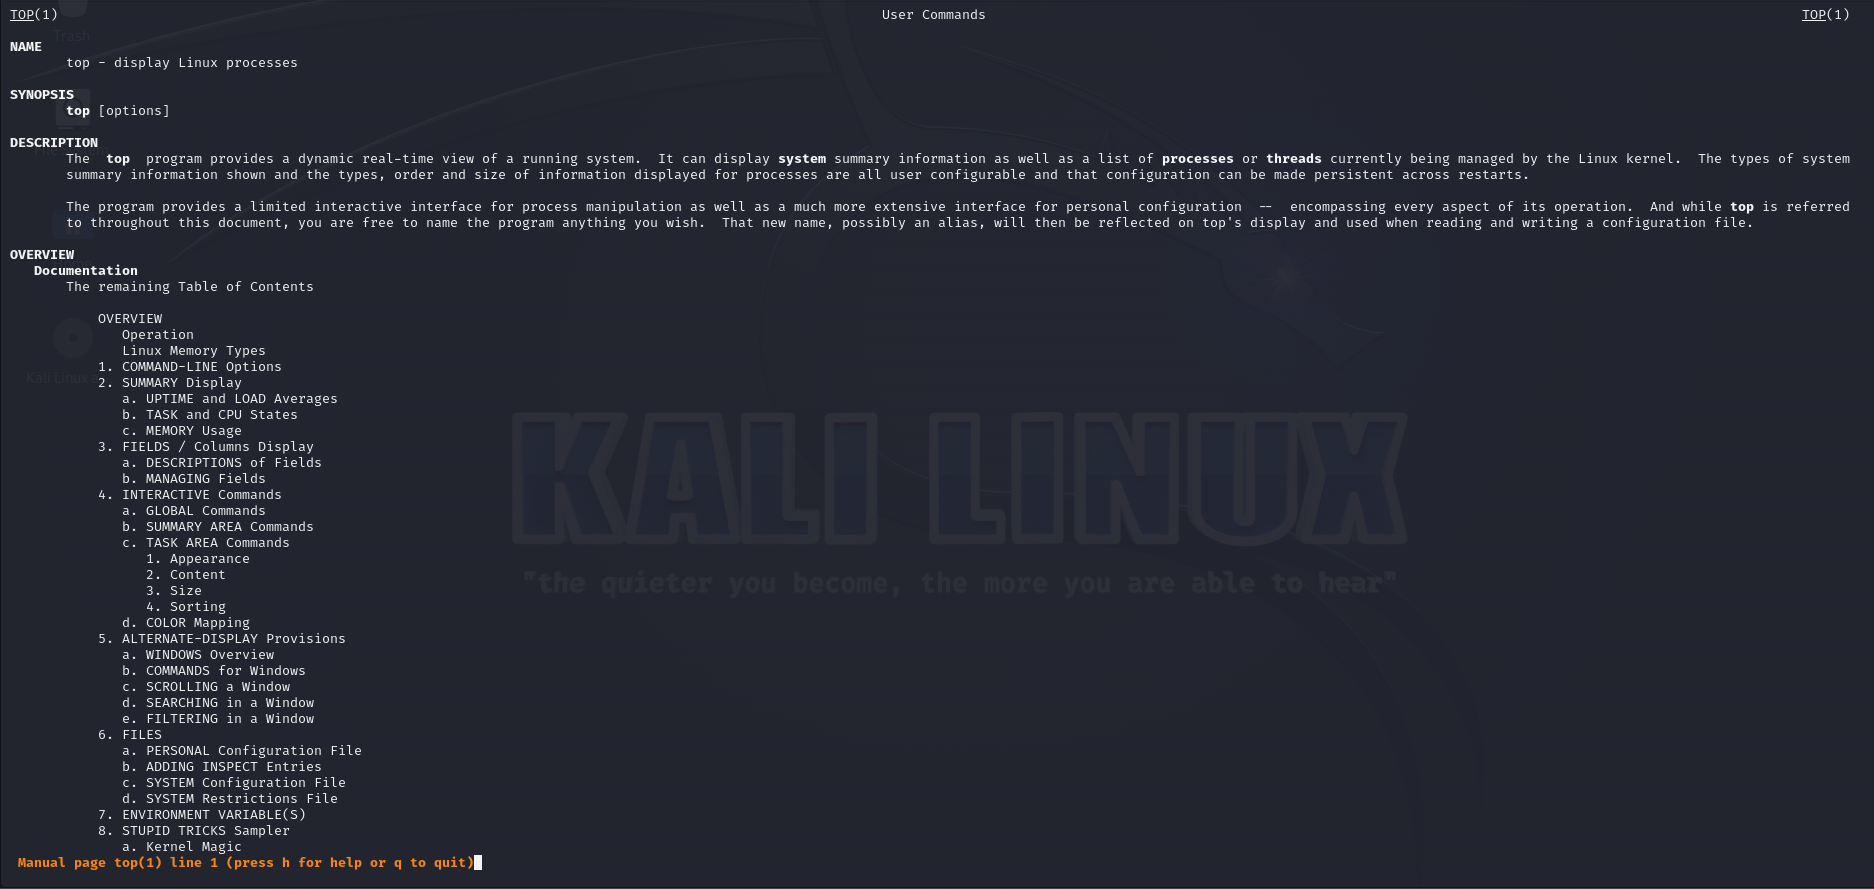 TOP(1) User Commands TOP(1)
NAME
top - display Linux processes
SYNOPSIS
top [options]
DESCRIPTION
The top program provides a dynamic real-time view of a running system. It can display system summary information as well as a list of processes or threads currently being managed by the Linux kernel. The types of system
summary information shown and the types, order and size of information displayed for processes are all user configurable and that configuration can be made persistent across restarts.
The program provides a limited interactive interface for process manipulation as well as a much more extensive interface for personal configuration -- encompassing every aspect of its operation. And while top is referred
to throughout this document, you are free to name the program anything you wish. That new name, possibly an alias, will then be reflected on top's display and used when reading and writing a configuration file.
OVERVIEW
Documentation
The remaining Table of Contents
OVERVIEW
Operation
Linux Memory Types
1. COMMAND-LINE Options
2. SUMMARY Display
a. UPTIME and LOAD Averages
b. TASK and CPU States
c. MEMORY Usage
3. FIELDS / Columns Display
a. DESCRIPTIONS of Fields
b. MANAGING Fields
4. INTERACTIVE Commands
a. GLOBAL Commands
b. SUMMARY AREA Commands
c. TASK AREA Commands
1. Appearance
2. Content
3. Size
4. Sorting
d. COLOR Mapping
5. ALTERNATE-DISPLAY Provisions
a. WINDOWS Overview
b. COMMANDS for Windows
c. SCROLLING a Window
d. SEARCHING in a Window
e. FILTERING in a Window
6. FILES
a. PERSONAL Configuration File
b. ADDING INSPECT Entries
c. SYSTEM Configuration File
d. SYSTEM Restrictions File
7. ENVIRONMENT VARIABLE(S)
8. STUPID TRICKS Sampler
a. Kernel Magic
Manual page top(1) line 1 (press h for help or q to quit)
Trash
Kali Linux a
KALI LINUX
"the quieter you become, the more you are able to hear"